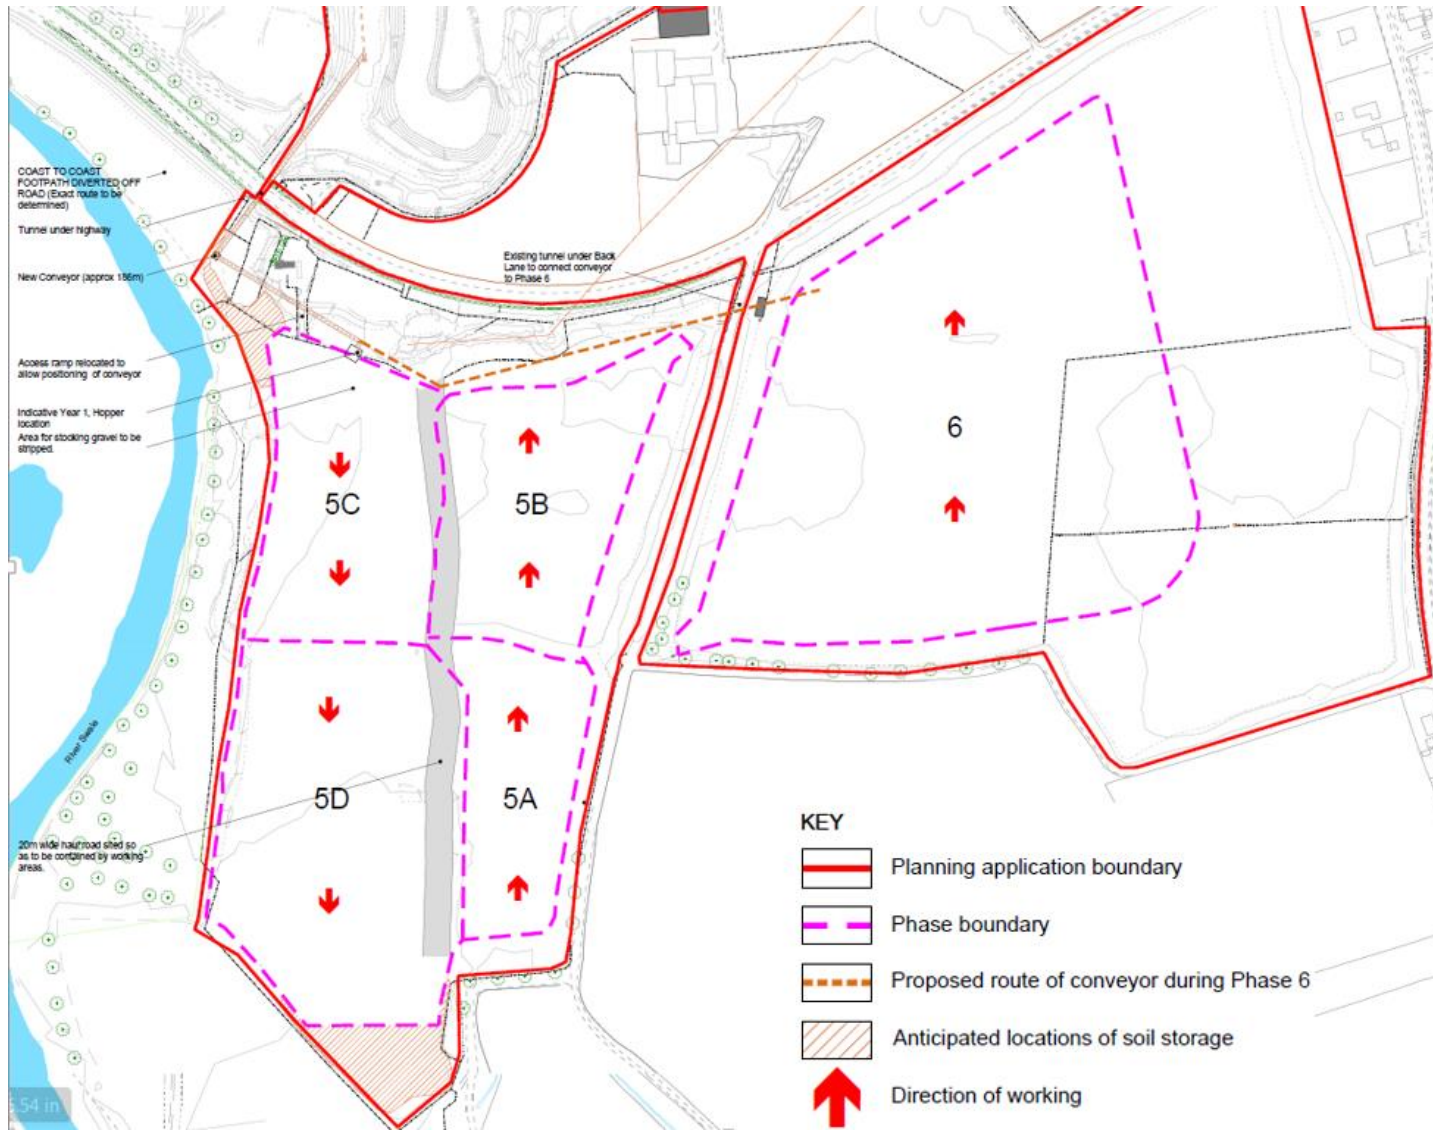 COAST TO COAST
FOOTPATH DIVERTED OFF
ROAD (Exact route to be
determined)
Tunnel under highway
New Conveyor (approx 186m)
Existing tunnel under Back
Lane to connect conveyor
to Phase 6
Access ramp relocated to
allow positioning of conveyor
Indicative Year 1, Hopper
location
Area for stocking gravel to be
stripped.
6
5C
5B
River Swale
5D
5A
20m wide haul road sited so
as to be contained by working
areas.
KEY
Planning application boundary
Phase boundary
Proposed route of conveyor during Phase 6
Anticipated locations of soil storage
Direction of working
.54 in